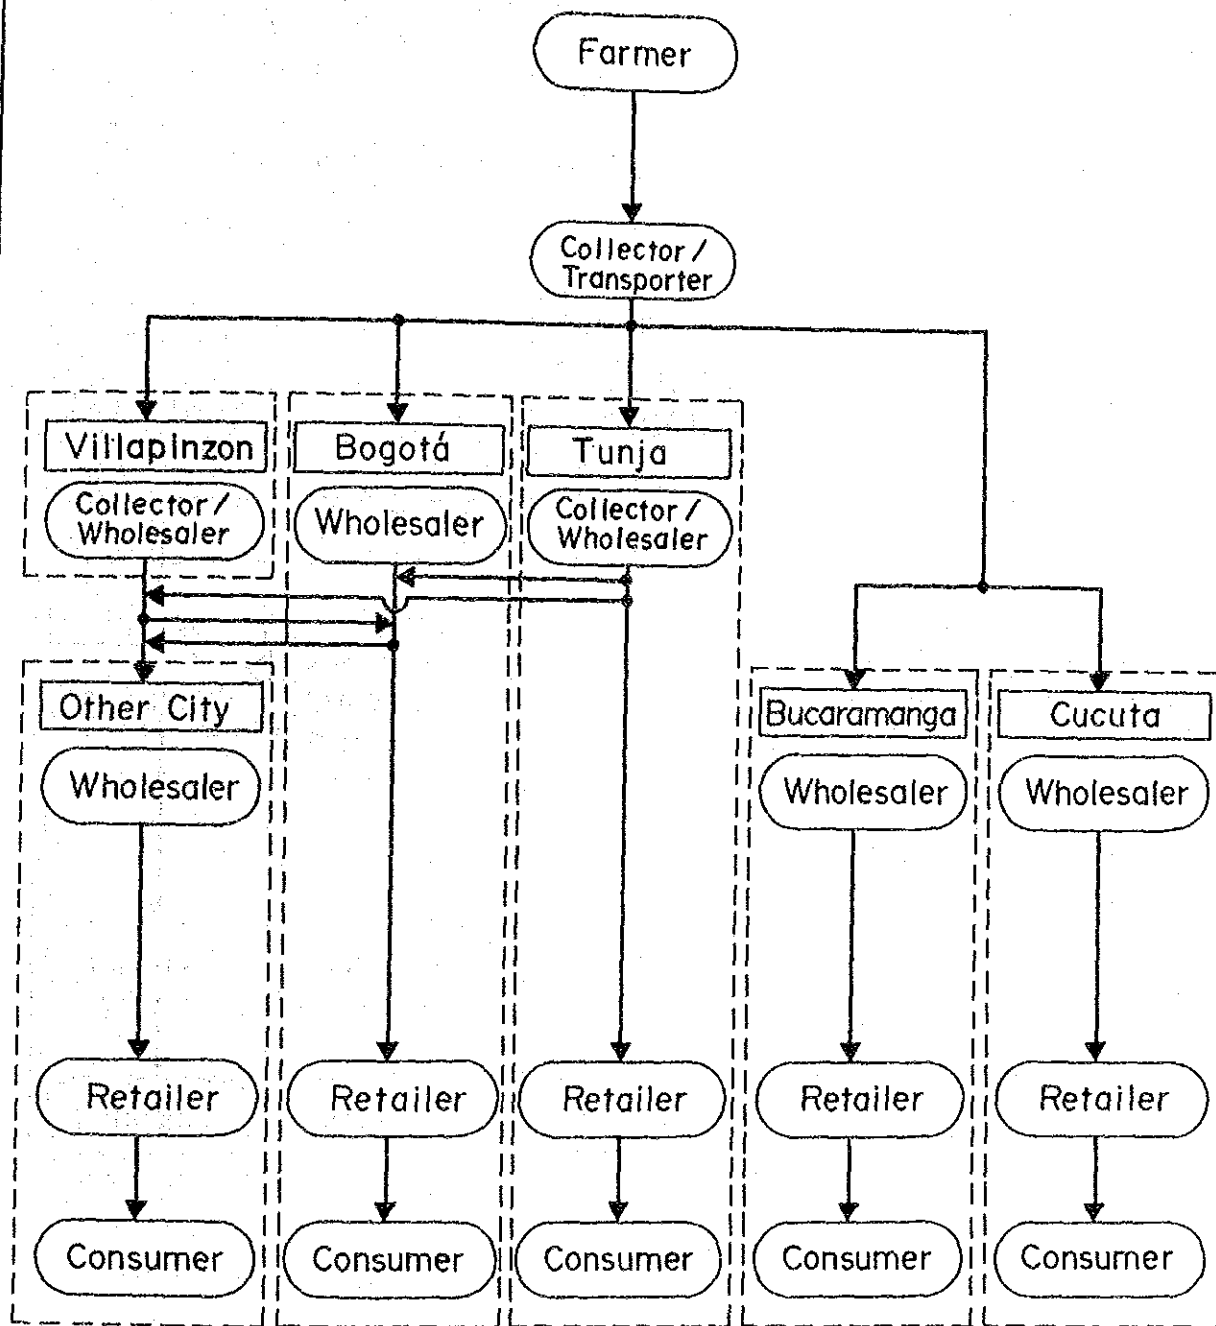 Farmer
Collector/
Transporter
Villapinzon
Bogotá
Tunja
Collector/
Wholesaler
Wholesaler
Collector/
Wholesaler
Other City
Bucaramanga
Cucuta
Wholesaler
Wholesaler
Wholesaler
Retailer
Retailer
Retailer
Retailer
Retailer
Consumer
Consumer
Consumer
Consumer
Consumer